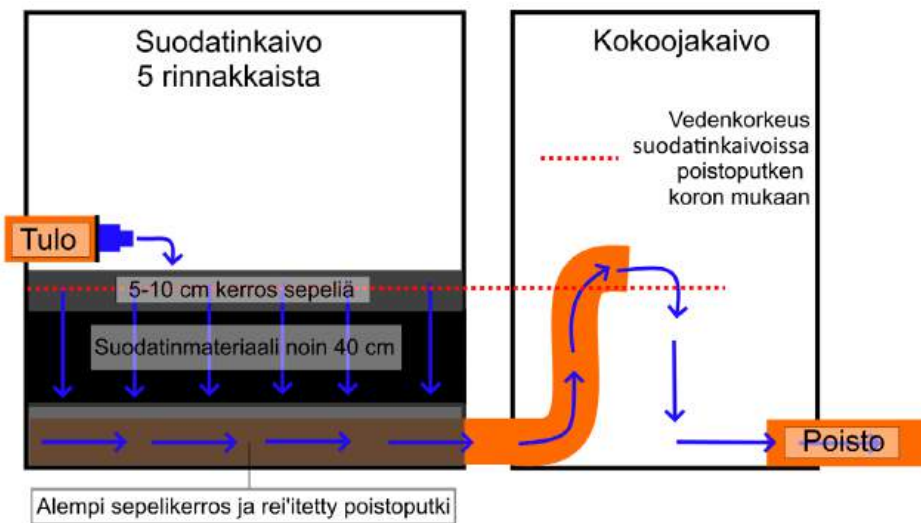 Suodatinkaivo
5 rinnakkaista
Kokoojakaivo
Vedenkorkeus
suodatinkaivoissa
poistoputken
koron mukaan
Tulo
5-10 cm kerros sepeliä
Suodatinmateriaali noin 40 cm
Poisto
Alempi sepelikerros ja rei'itetty poistoputki